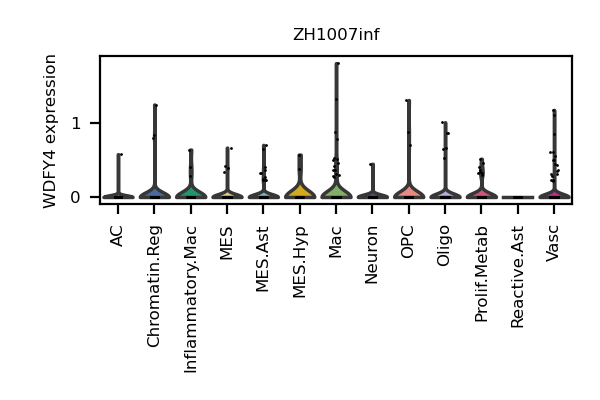 ZH1007inf
WDFY4 expression
1
0
AC
Chromatin.Reg
Inflammatory.Mac
MES
MES.Ast
MES.Hyp
Mac
Neuron
OPC
Oligo
Prolif.Metab
Reactive.Ast
Vasc